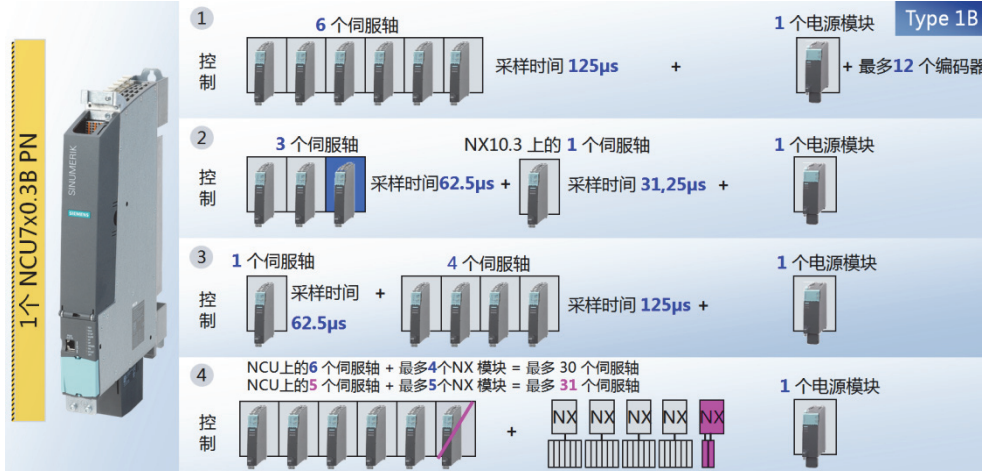 Type 1B
1个 NCU7x0.3B PN
SINUMERIK
SIEMENS
1
控制
6 个伺服轴
采样时间 125μs
+
1 个电源模块
+ 最多12 个编码器
2
控制
3 个伺服轴
采样时间62.5μs +
NX10.3 上的 1 个伺服轴
采样时间 31,25μs +
1 个电源模块
3
控制
1 个伺服轴
采样时间
62.5μs
+
4 个伺服轴
采样时间 125μs +
1 个电源模块
4
控制
NCU上的6 个伺服轴 + 最多4个NX 模块 = 最多 30 个伺服轴
NCU上的5 个伺服轴 + 最多5个NX 模块 = 最多 31 个伺服轴
+
NX NX NX NX NX
1 个电源模块